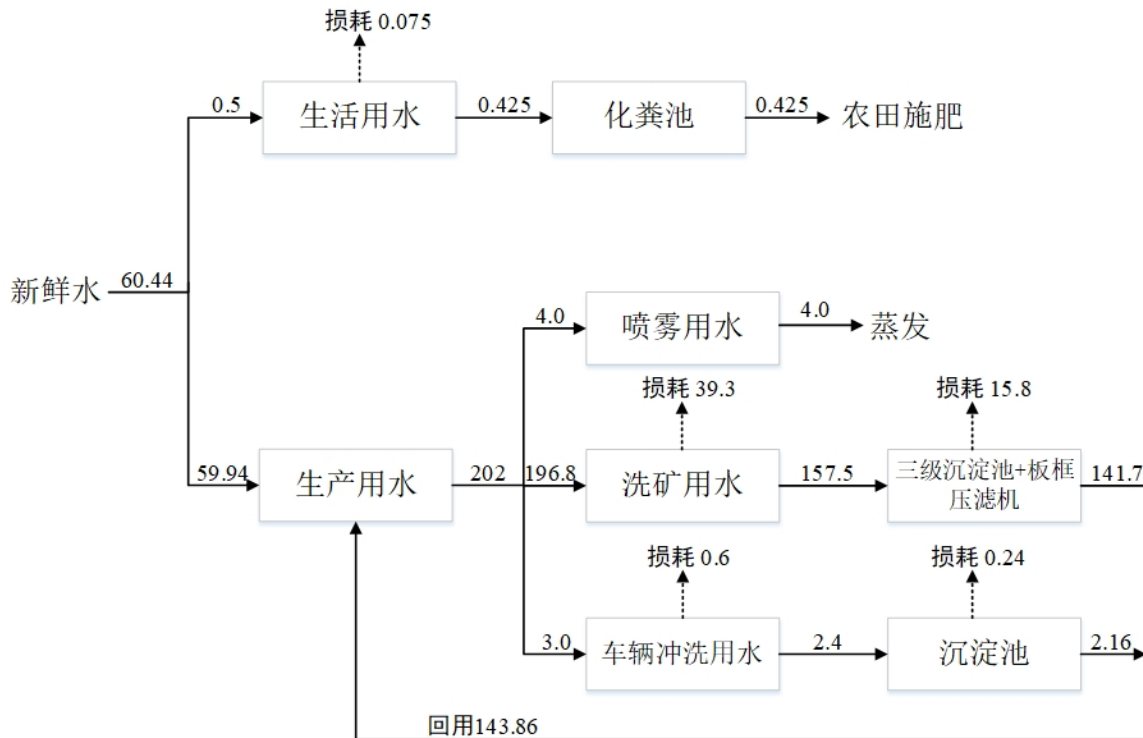 损耗 0.075
0.5
生活用水
0.425
化粪池
0.425
农田施肥
新鲜水
60.44
4.0
喷雾用水
4.0
蒸发
损耗 39.3
损耗 15.8
59.94
生产用水
202
196.8
洗矿用水
157.5
三级沉淀池+板框
压滤机
141.7
损耗 0.6
损耗 0.24
3.0
车辆冲洗用水
2.4
沉淀池
2.16
回用143.86